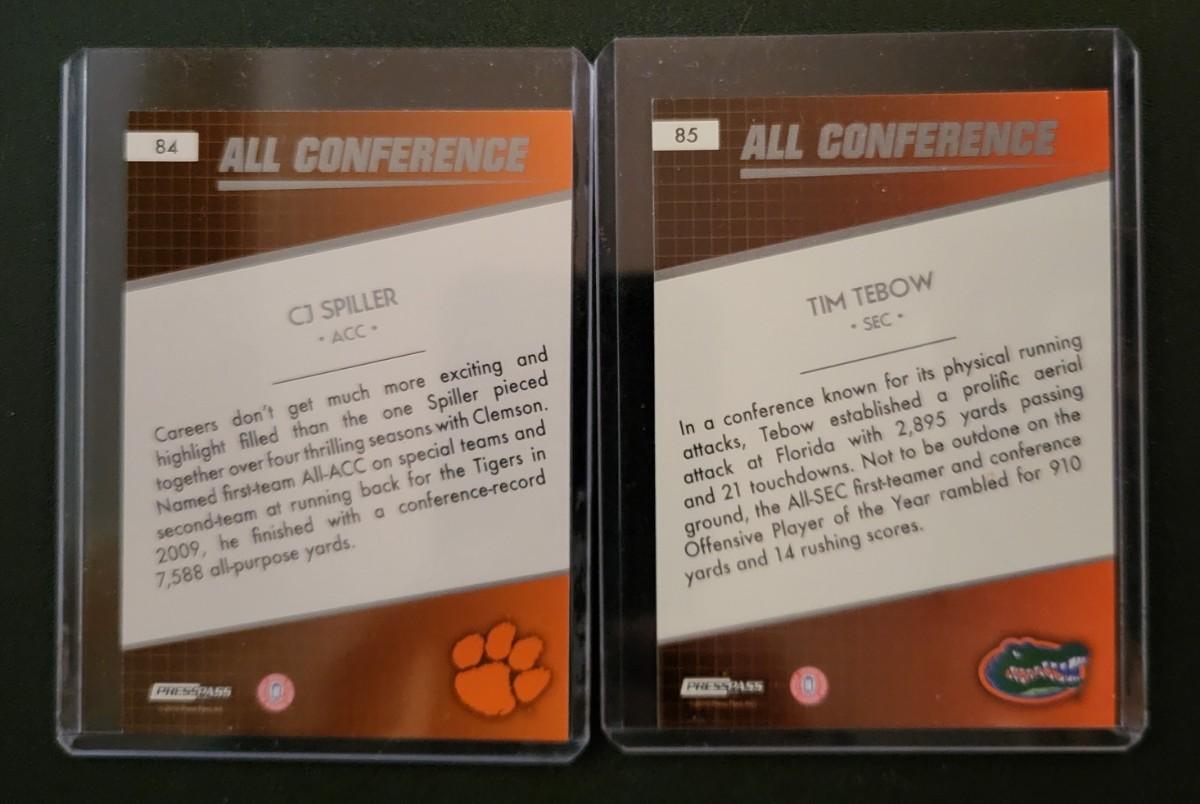 84
ALL CONFERENCE
CJ SPILLER
• ACC •
Careers don't get much more exciting and
highlight filled than the one Spiller pieced
together over four thrilling seasons with Clemson.
Named first-team All-ACC on special teams and
second-team at running back for the Tigers in
2009, he finished with a conference-record
7,588 all-purpose yards.
PRESSPASS
85
ALL CONFERENCE
TIM TEBOW
• SEC •
In a conference known for its physical running
attacks, Tebow established a prolific aerial
attack at Florida with 2,895 yards passing
and 21 touchdowns. Not to be outdone on the
ground, the All-SEC first-teamer and conference
Offensive Player of the Year rambled for 910
yards and 14 rushing scores.
PRESSPASS